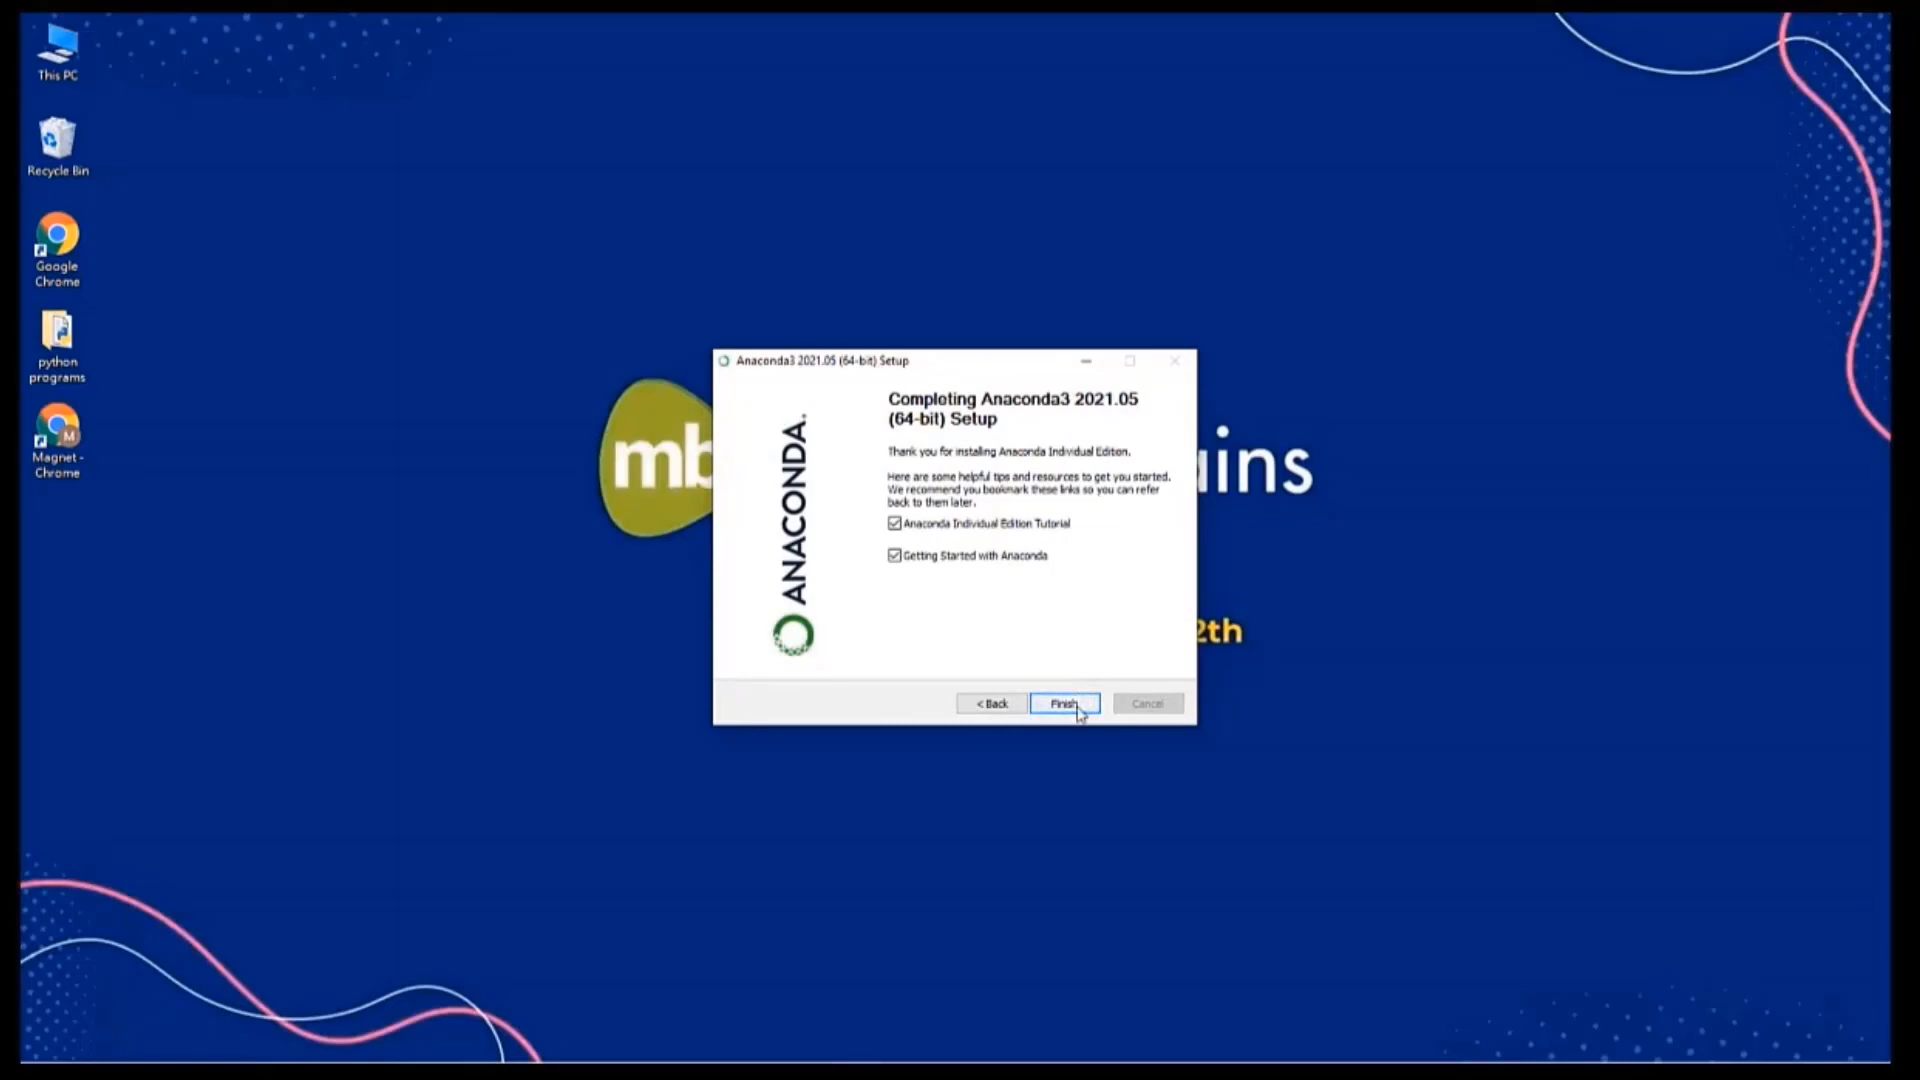 This PC
Recycle Bin
Google
Chrome
python
programs
M
Magnet -
Chrome
mb
ains
2th
Anaconda3 2021.05 (64-bit) Setup
ANACONDA.
Completing Anaconda3 2021.05
(64-bit) Setup
Thank you for installing Anaconda Individual Edition.
Here are some helpful tips and resources to get you started.
We recommend you bookmark these links so you can refer
back to them later.
Anaconda Individual Edition Tutorial
Getting Started with Anaconda
< Back
Finish
Cancel